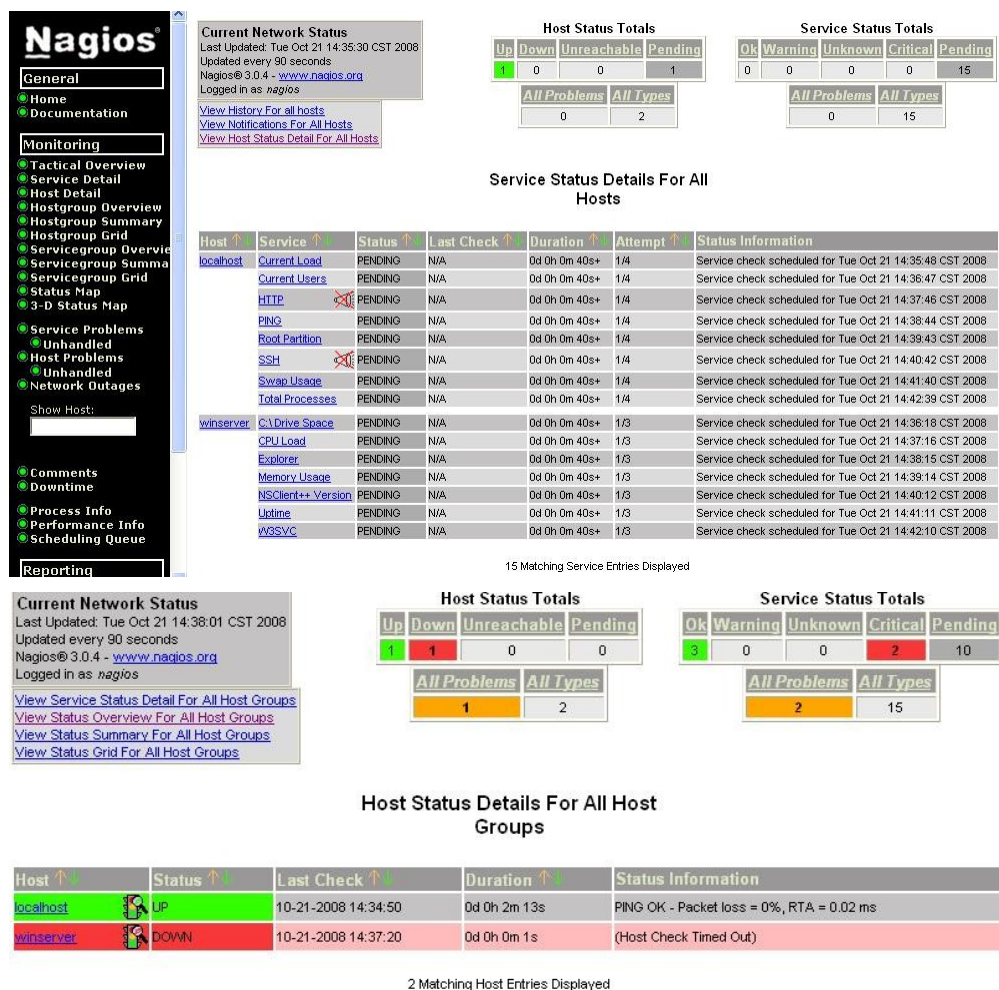 Nagios®
General
Home
Documentation
Monitoring
Tactical Overview
Service Detail
Host Detail
Hostgroup Overview
Hostgroup Summary
Hostgroup Grid
Servicegroup Overvie
Servicegroup Summa
Servicegroup Grid
Status Map
3-D Status Map
Service Problems
Unhandled
Host Problems
Unhandled
Network Outages
Show Host:
Comments
Downtime
Process Info
Performance Info
Scheduling Queue
Reporting
Current Network Status
Last Updated: Tue Oct 21 14:35:30 CST 2008
Updated every 90 seconds
Nagios® 3.0.4 - www.nagios.org
Logged in as nagios
View History For all hosts
View Notifications For All Hosts
View Host Status Detail For All Hosts
Host Status Totals
Up Down Unreachable Pending
1 0 0 1
All Problems All Types
0 2
Service Status Totals
Ok Warning Unknown Critical Pending
0 0 0 0 15
All Problems All Types
0 15
Service Status Details For All
Hosts
Host Service Status Last Check Duration Attempt Status Information
localhost Current Load PENDING N/A 0d 0h 0m 40s+ 1/4 Service check scheduled for Tue Oct 21 14:35:48 CST 2008
Current Users PENDING N/A 0d 0h 0m 40s+ 1/4 Service check scheduled for Tue Oct 21 14:36:47 CST 2008
HTTP PENDING N/A 0d 0h 0m 40s+ 1/4 Service check scheduled for Tue Oct 21 14:37:46 CST 2008
PING PENDING N/A 0d 0h 0m 40s+ 1/4 Service check scheduled for Tue Oct 21 14:38:44 CST 2008
Root Partition PENDING N/A 0d 0h 0m 40s+ 1/4 Service check scheduled for Tue Oct 21 14:39:43 CST 2008
SSH PENDING N/A 0d 0h 0m 40s+ 1/4 Service check scheduled for Tue Oct 21 14:40:42 CST 2008
Swap Usage PENDING N/A 0d 0h 0m 40s+ 1/4 Service check scheduled for Tue Oct 21 14:41:40 CST 2008
Total Processes PENDING N/A 0d 0h 0m 40s+ 1/4 Service check scheduled for Tue Oct 21 14:42:39 CST 2008
winserver C:\ Drive Space PENDING N/A 0d 0h 0m 40s+ 1/3 Service check scheduled for Tue Oct 21 14:36:18 CST 2008
CPU Load PENDING N/A 0d 0h 0m 40s+ 1/3 Service check scheduled for Tue Oct 21 14:37:16 CST 2008
Explorer PENDING N/A 0d 0h 0m 40s+ 1/3 Service check scheduled for Tue Oct 21 14:38:15 CST 2008
Memory Usage PENDING N/A 0d 0h 0m 40s+ 1/3 Service check scheduled for Tue Oct 21 14:39:14 CST 2008
NSClient++ Version PENDING N/A 0d 0h 0m 40s+ 1/3 Service check scheduled for Tue Oct 21 14:40:12 CST 2008
Uptime PENDING N/A 0d 0h 0m 40s+ 1/3 Service check scheduled for Tue Oct 21 14:41:11 CST 2008
W3SVC PENDING N/A 0d 0h 0m 40s+ 1/3 Service check scheduled for Tue Oct 21 14:42:10 CST 2008
15 Matching Service Entries Displayed
Current Network Status
Last Updated: Tue Oct 21 14:38:01 CST 2008
Updated every 90 seconds
Nagios® 3.0.4 - www.nagios.org
Logged in as nagios
View Service Status Detail For All Host Groups
View Status Overview For All Host Groups
View Status Summary For All Host Groups
View Status Grid For All Host Groups
Host Status Totals
Up Down Unreachable Pending
1 1 0 0
All Problems All Types
1 2
Service Status Totals
Ok Warning Unknown Critical Pending
3 0 0 2 10
All Problems All Types
2 15
Host Status Details For All Host
Groups
Host Status Last Check Duration Status Information
localhost UP 10-21-2008 14:34:50 0d 0h 2m 13s PING OK - Packet loss = 0%, RTA = 0.02 ms
winserver DOWN 10-21-2008 14:37:20 0d 0h 0m 1s (Host Check Timed Out)
2 Matching Host Entries Displayed